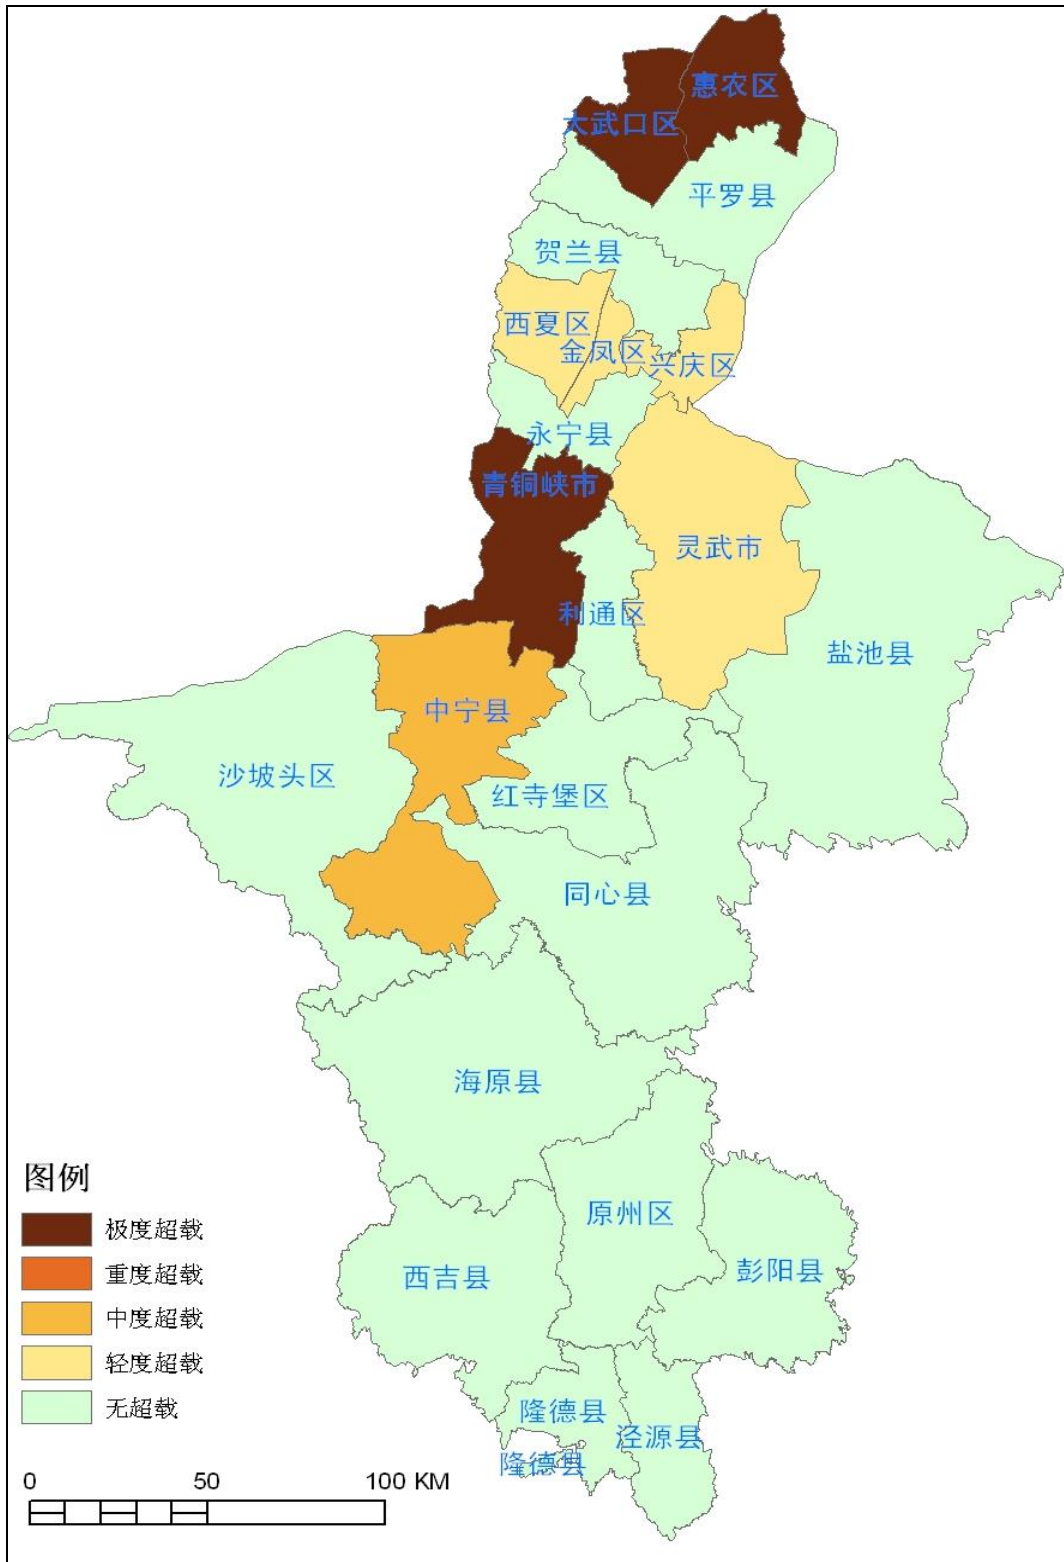 惠农区
大武口区
平罗县
贺兰县
西夏区
金凤区
兴庆区
永宁县
青铜峡市
灵武市
利通区
盐池县
中宁县
沙坡头区
红寺堡区
同心县
海原县
原州区
彭阳县
西吉县
隆德县
泾源县
隆德县
图例
极度超载
重度超载
中度超载
轻度超载
无超载
0 50 100 KM